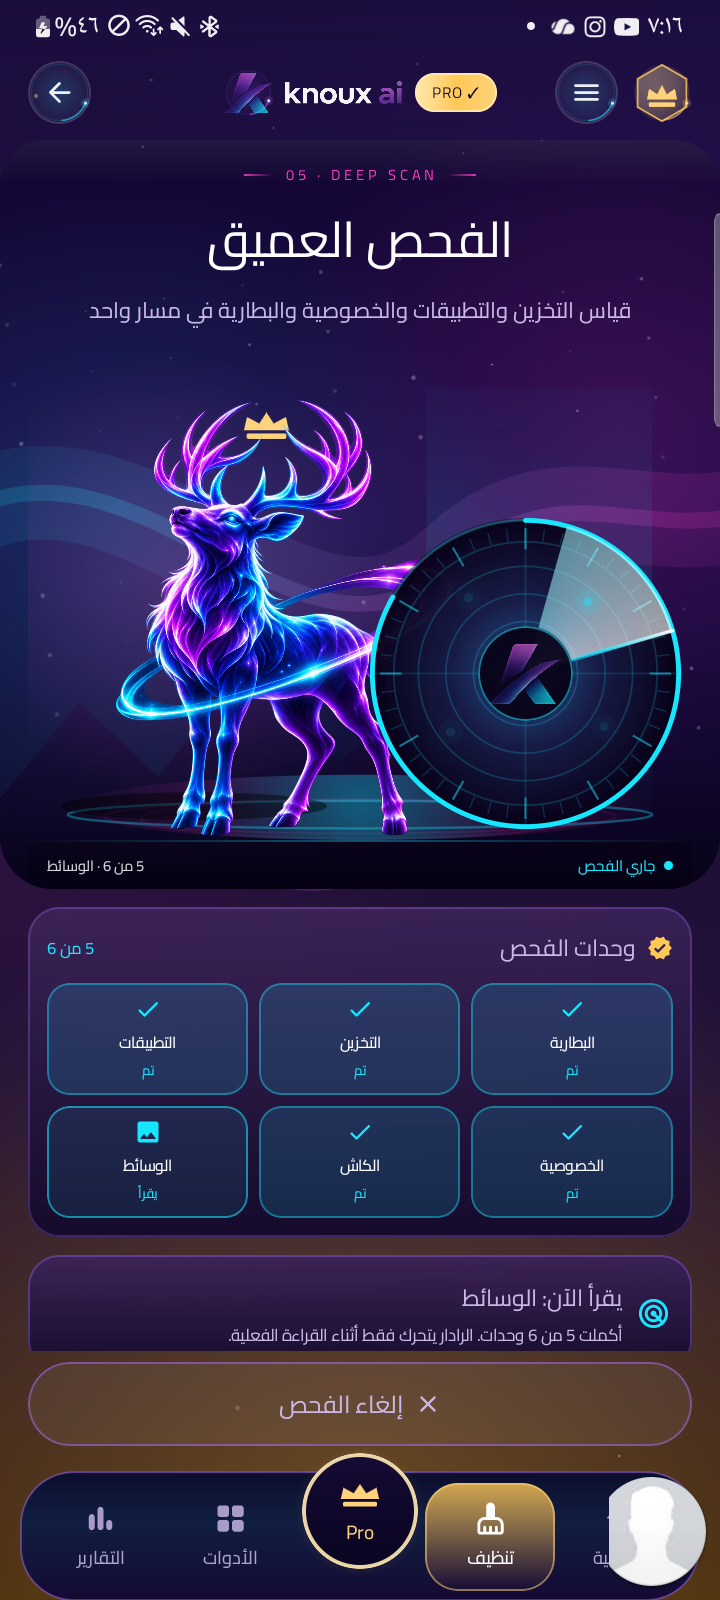 %٤٦ ٧:١٦
knoux ai PRO ✓
05 · DEEP SCAN
الفحص العميق
قياس التخزين والتطبيقات والخصوصية والبطارية في مسار واحد
جاري الفحص
5 من 6 · الوسائط
وحدات الفحص
5 من 6
البطارية
تم
التخزين
تم
التطبيقات
تم
الخصوصية
تم
الكاش
تم
الوسائط
يقرأ
يقرأ الآن: الوسائط
أكملت 5 من 6 وحدات. الرادار يتحرك فقط أثناء القراءة الفعلية.
إلغاء الفحص
تنظيف
Pro
الأدوات
التقارير